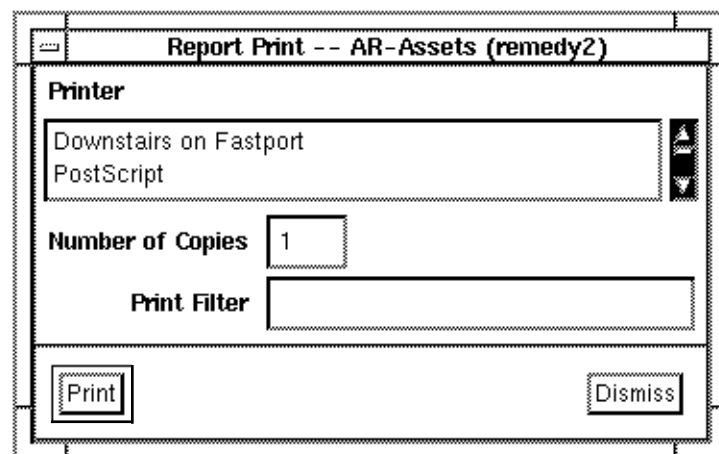 Report Print -- AR-Assets (remedy2)
Printer
Downstairs on Fastport
PostScript
Number of Copies 1
Print Filter
Print Dismiss